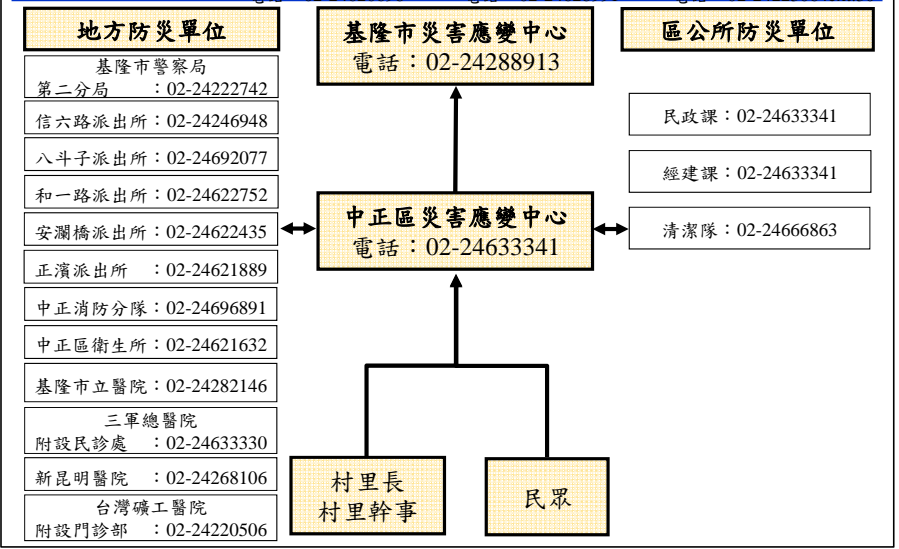 地方防災單位
基隆市警察局
第二分局　　：02-24222742
信六路派出所：02-24246948
八斗子派出所：02-24692077
和一路派出所：02-24622752
安瀾橋派出所：02-24622435
正濱派出所　：02-24621889
中正消防分隊：02-24696891
中正區衛生所：02-24621632
基隆市立醫院：02-24282146
三軍總醫院
附設民診處　：02-24633330
新昆明醫院　：02-24268106
台灣礦工醫院
附設門診部　：02-24220506
基隆市災害應變中心
電話：02-24288913
中正區災害應變中心
電話：02-24633341
村里長
村里幹事
民眾
區公所防災單位
民政課：02-24633341
經建課：02-24633341
清潔隊：02-24666863